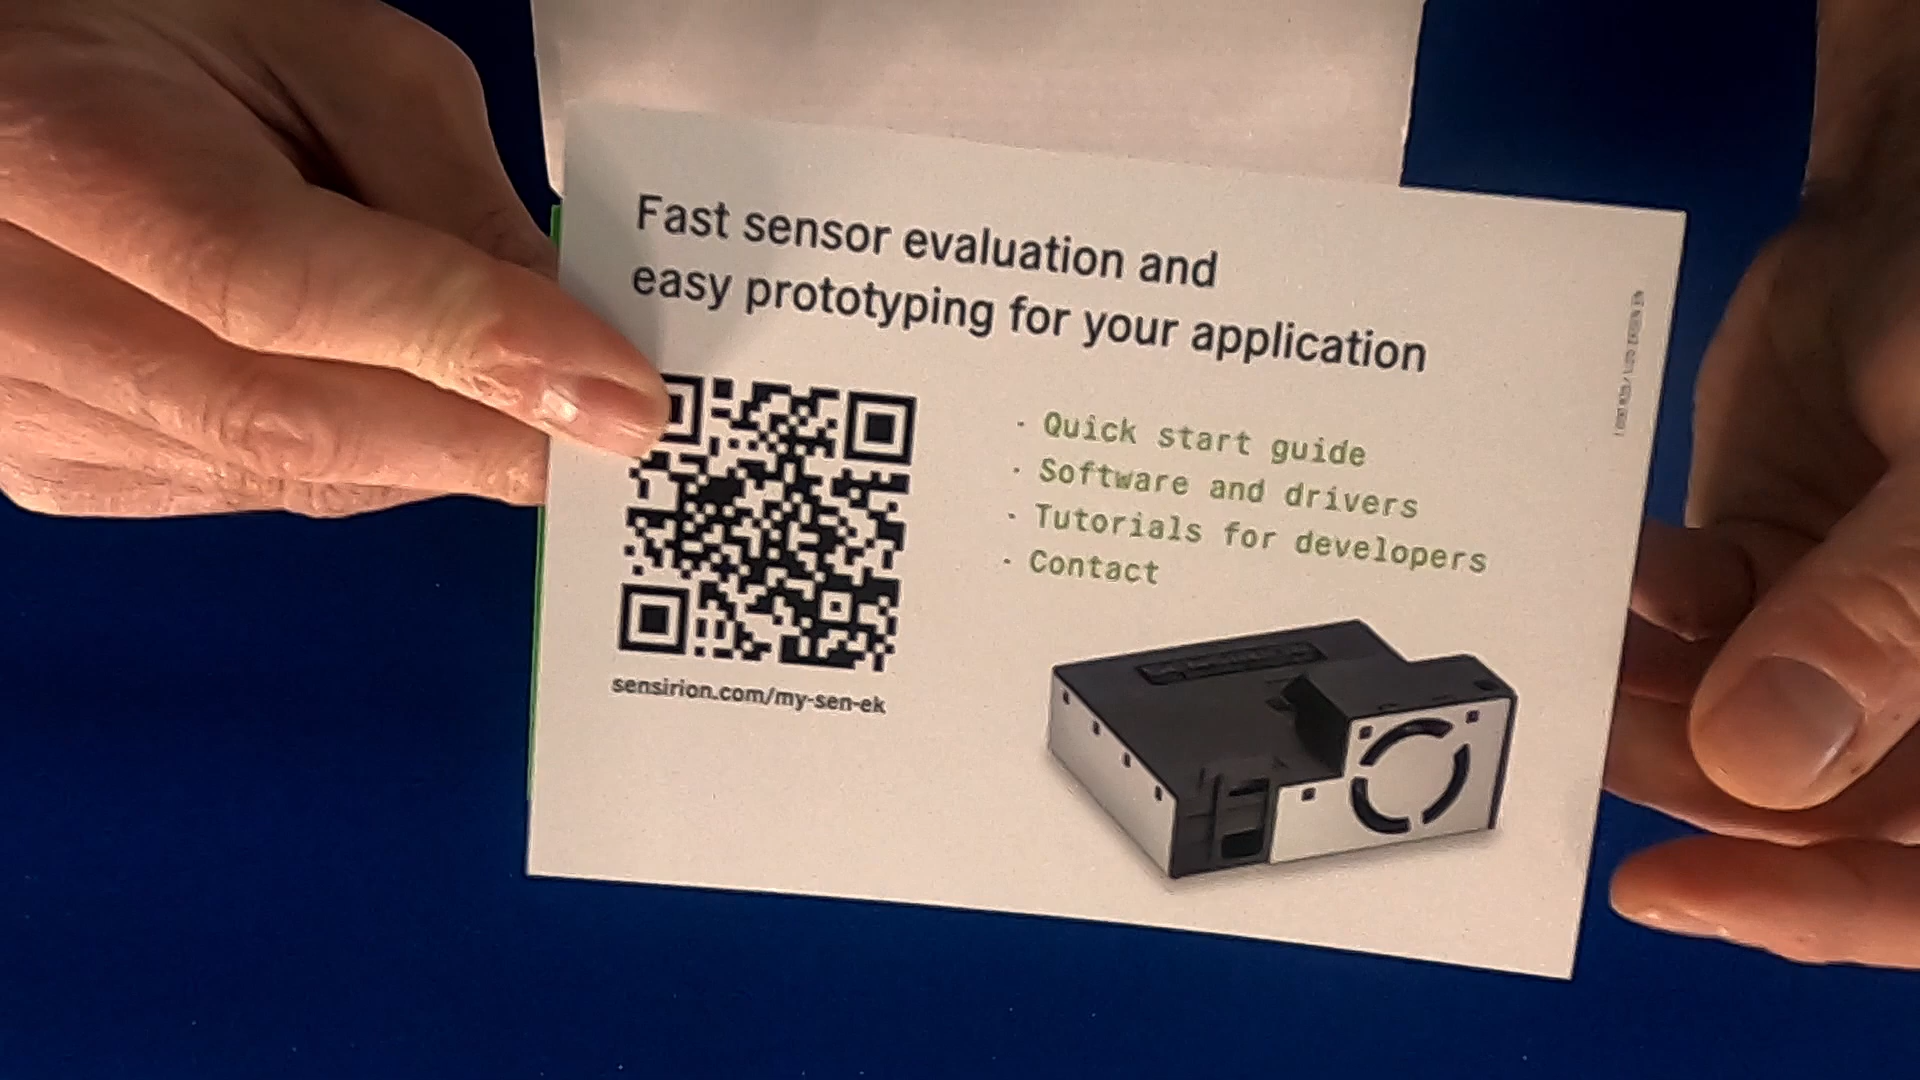 Fast sensor evaluation and
easy prototyping for your application
· Quick start guide
· Software and drivers
· Tutorials for developers
· Contact
sensirion.com/my-sen-ek